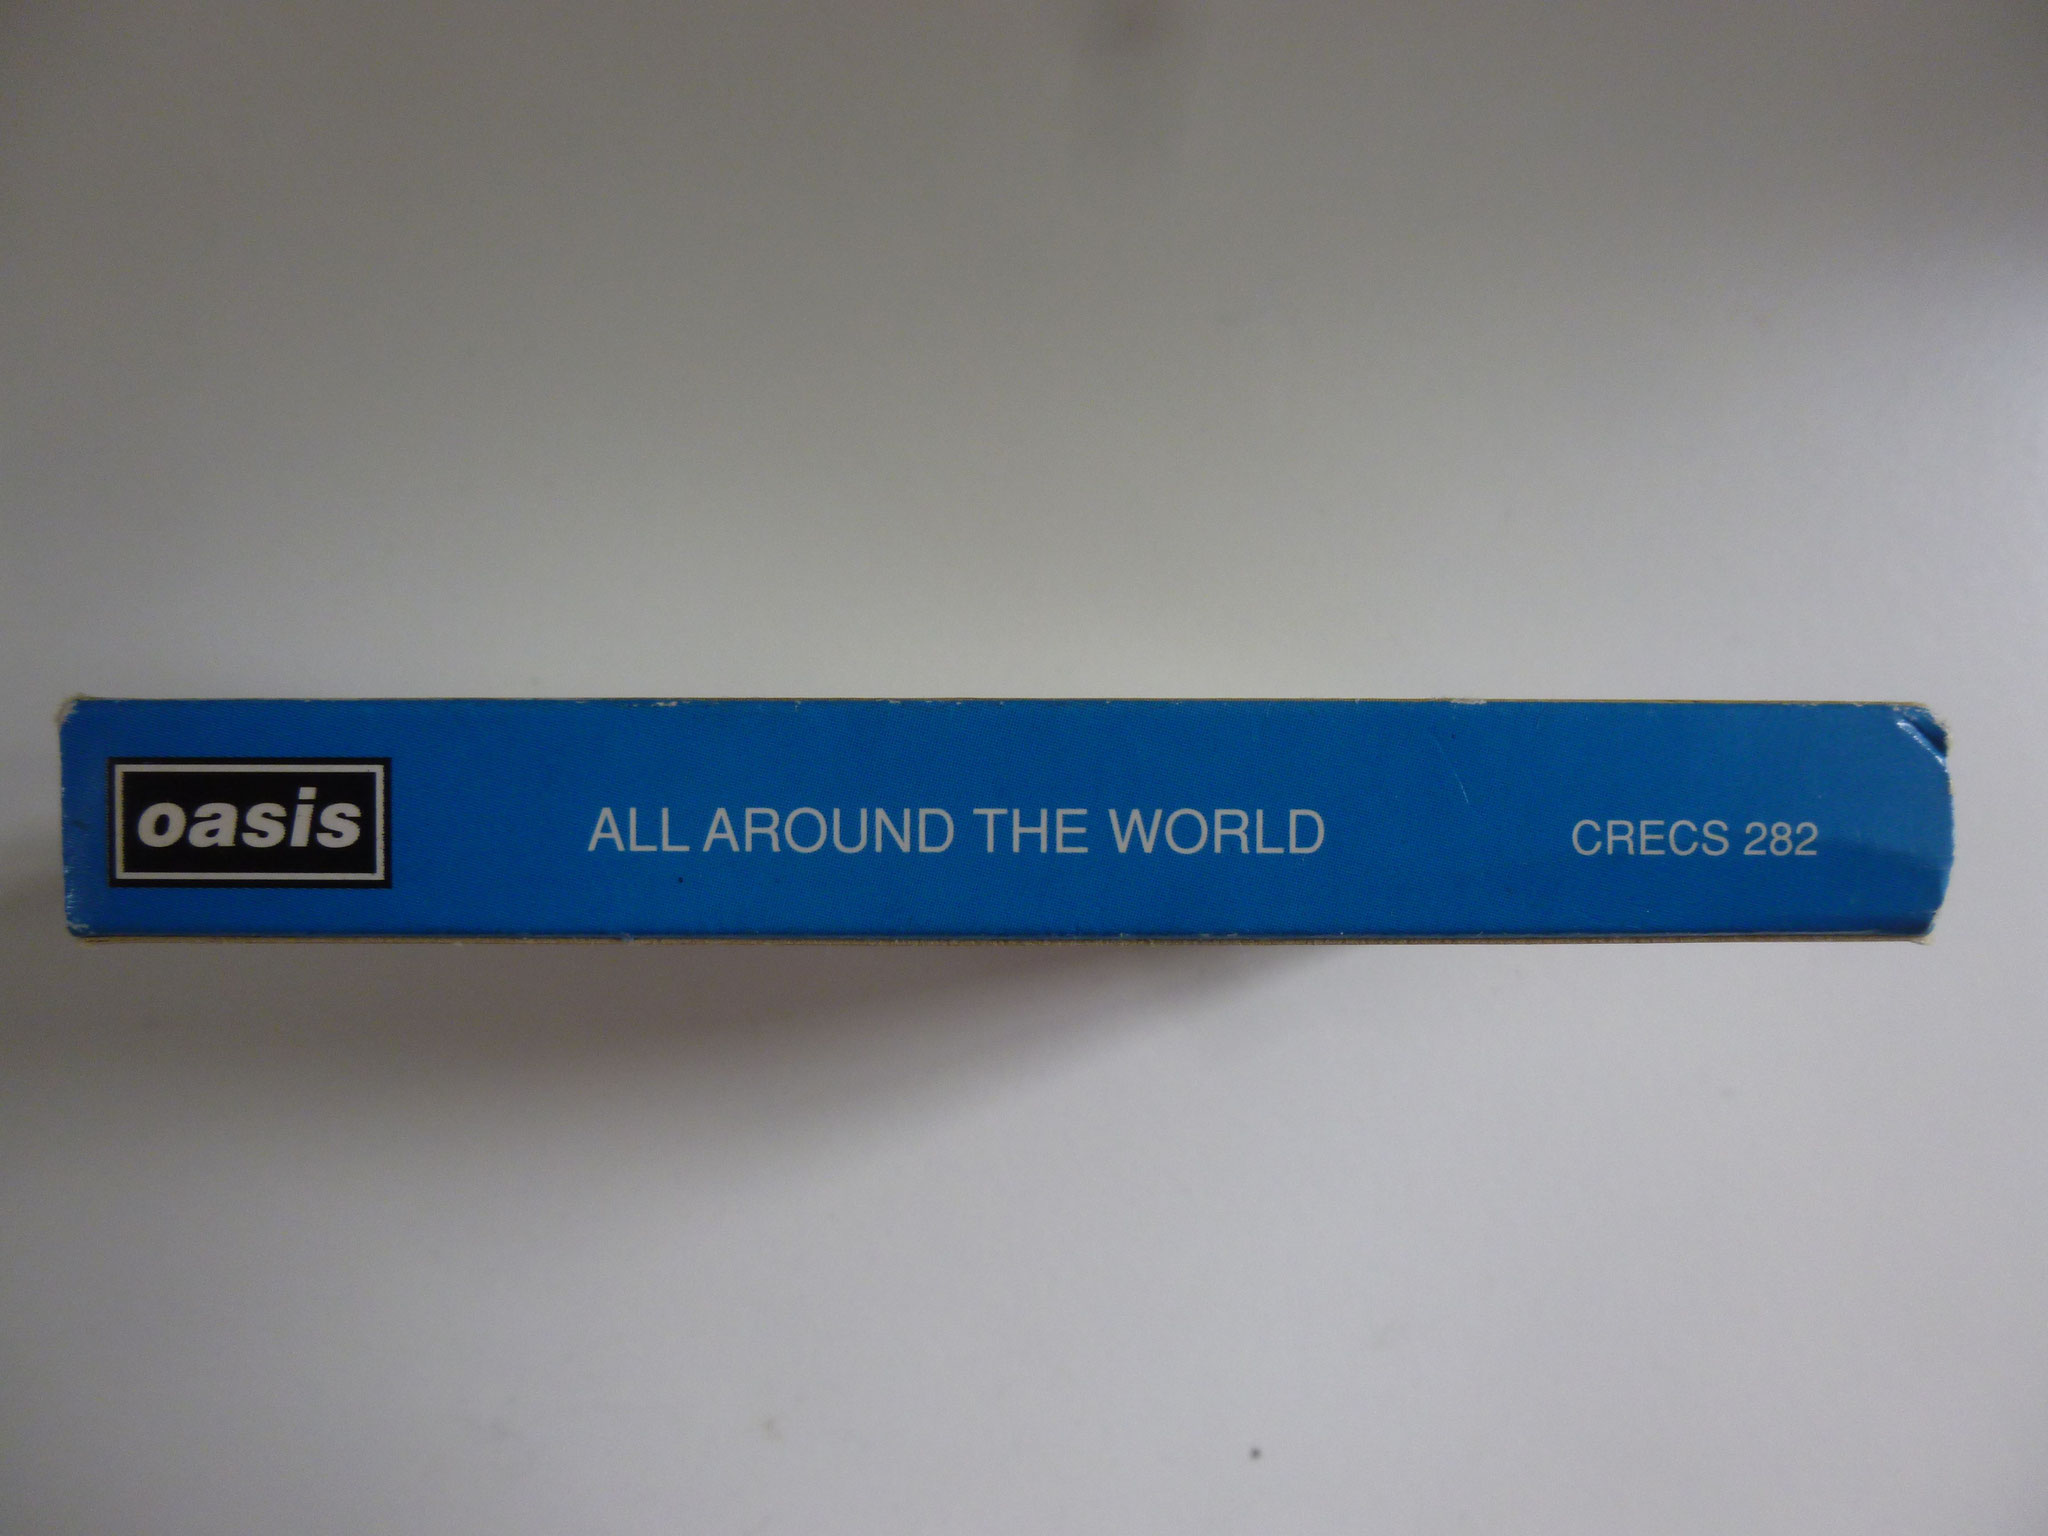 oasis
ALL AROUND THE WORLD
CRECS 282